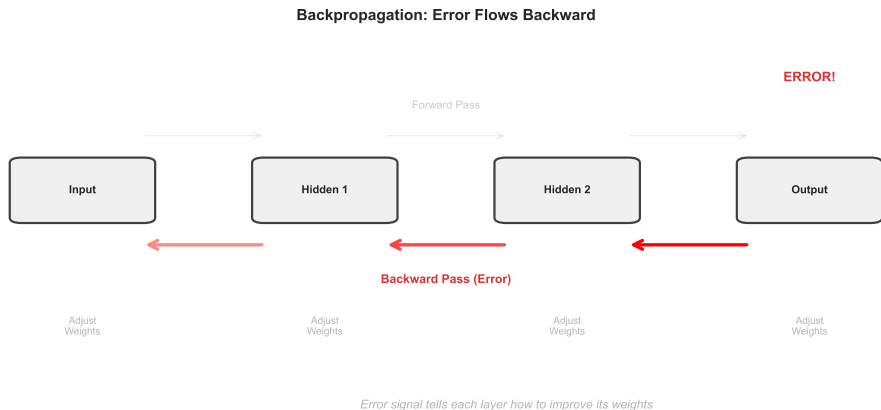 Backpropagation: Error Flows Backward
ERROR!
Forward Pass
Input
Hidden 1
Hidden 2
Output
Backward Pass (Error)
Adjust
Weights
Adjust
Weights
Adjust
Weights
Adjust
Weights
Error signal tells each layer how to improve its weights